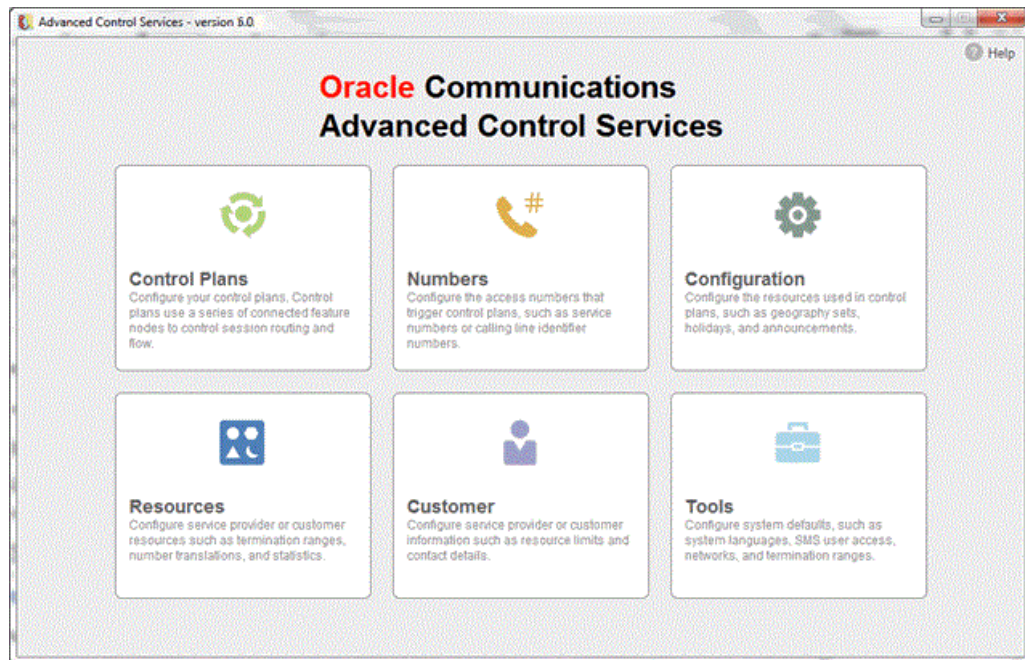 Advanced Control Services - version 6.0
Help
Oracle Communications
Advanced Control Services
Control Plans
Configure your control plans. Control
plans use a series of connected feature
nodes to control session routing and
flow.
Numbers
Configure the access numbers that
trigger control plans, such as service
numbers or calling line identifier
numbers.
Configuration
Configure the resources used in control
plans, such as geography sets,
holidays, and announcements.
Resources
Configure service provider or customer
resources such as termination ranges,
number translations, and statistics.
Customer
Configure service provider or customer
information such as resource limits and
contact details.
Tools
Configure system defaults, such as
system languages, SMS user access,
networks, and termination ranges.